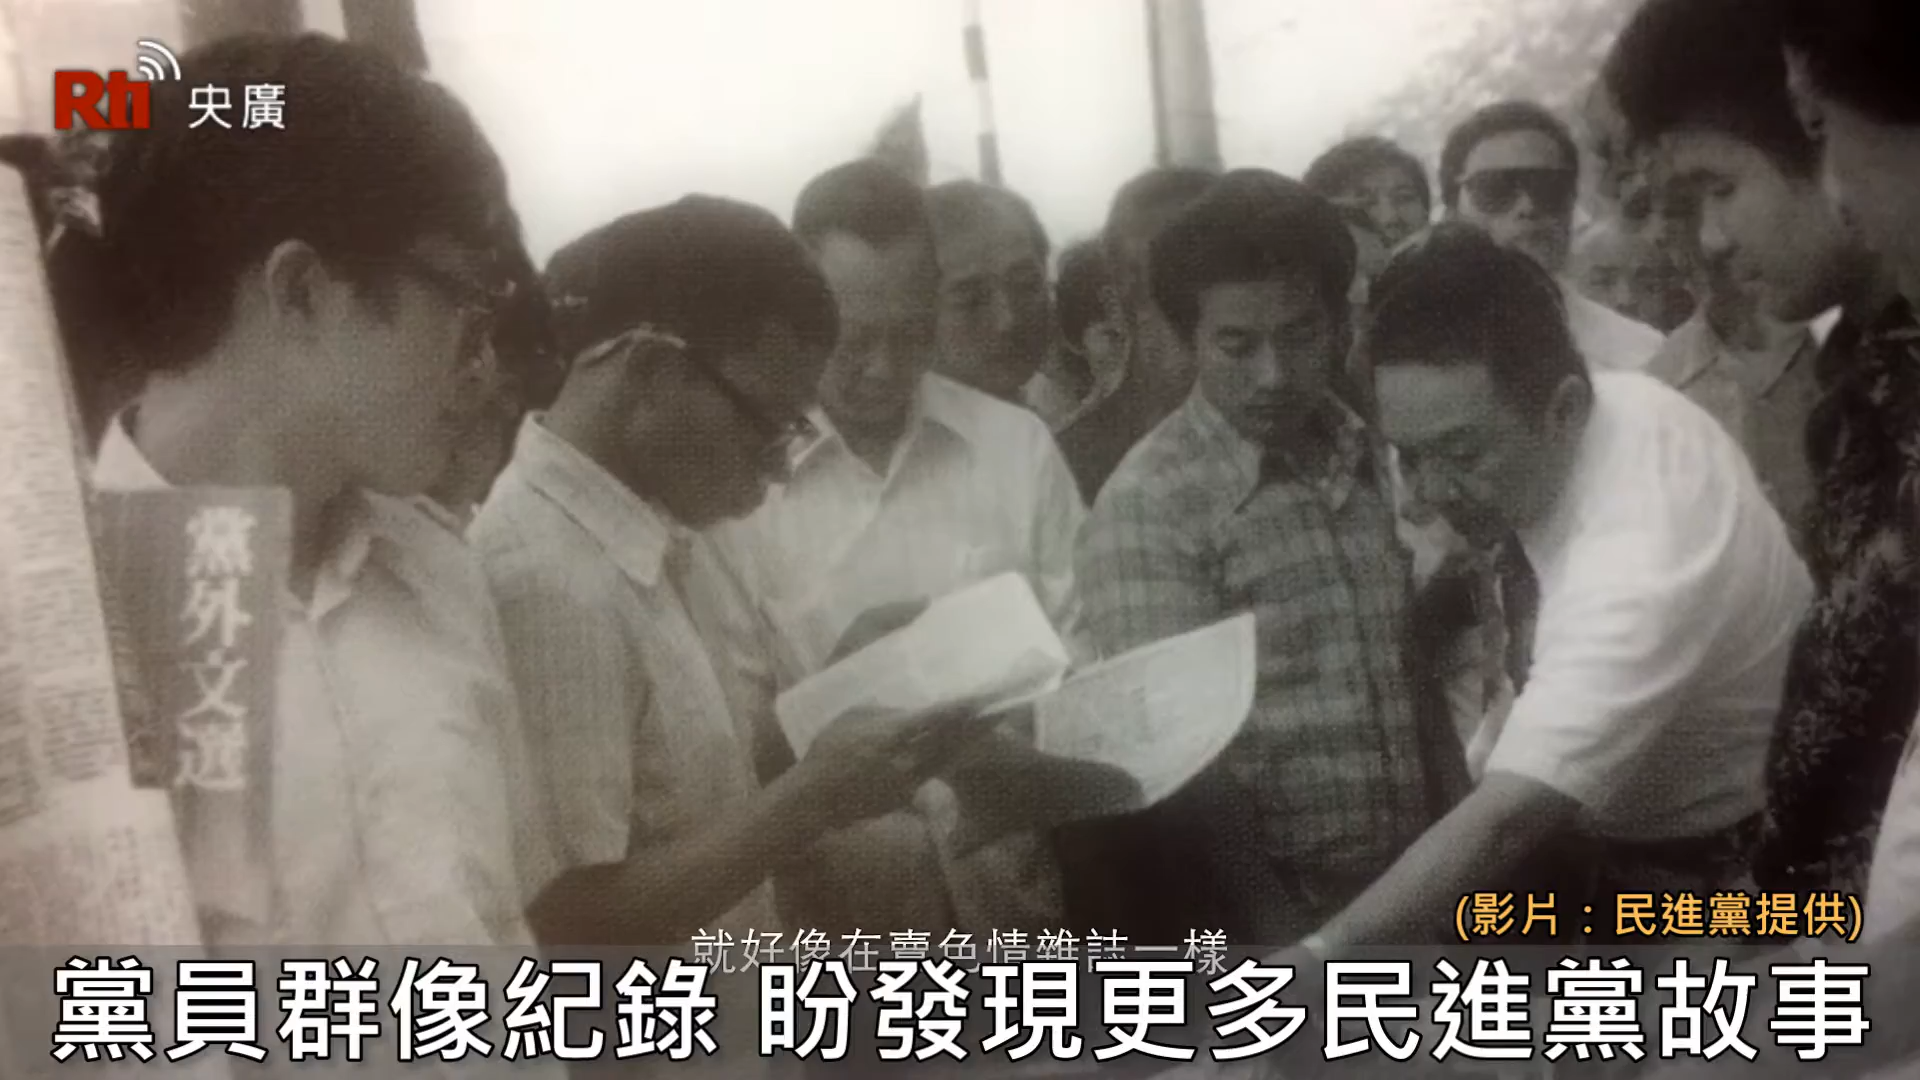 Rti 央廣
黨外文選
(影片：民進黨提供)
就好像在賣色情雜誌一樣
黨員群像紀錄 盼發現更多民進黨故事